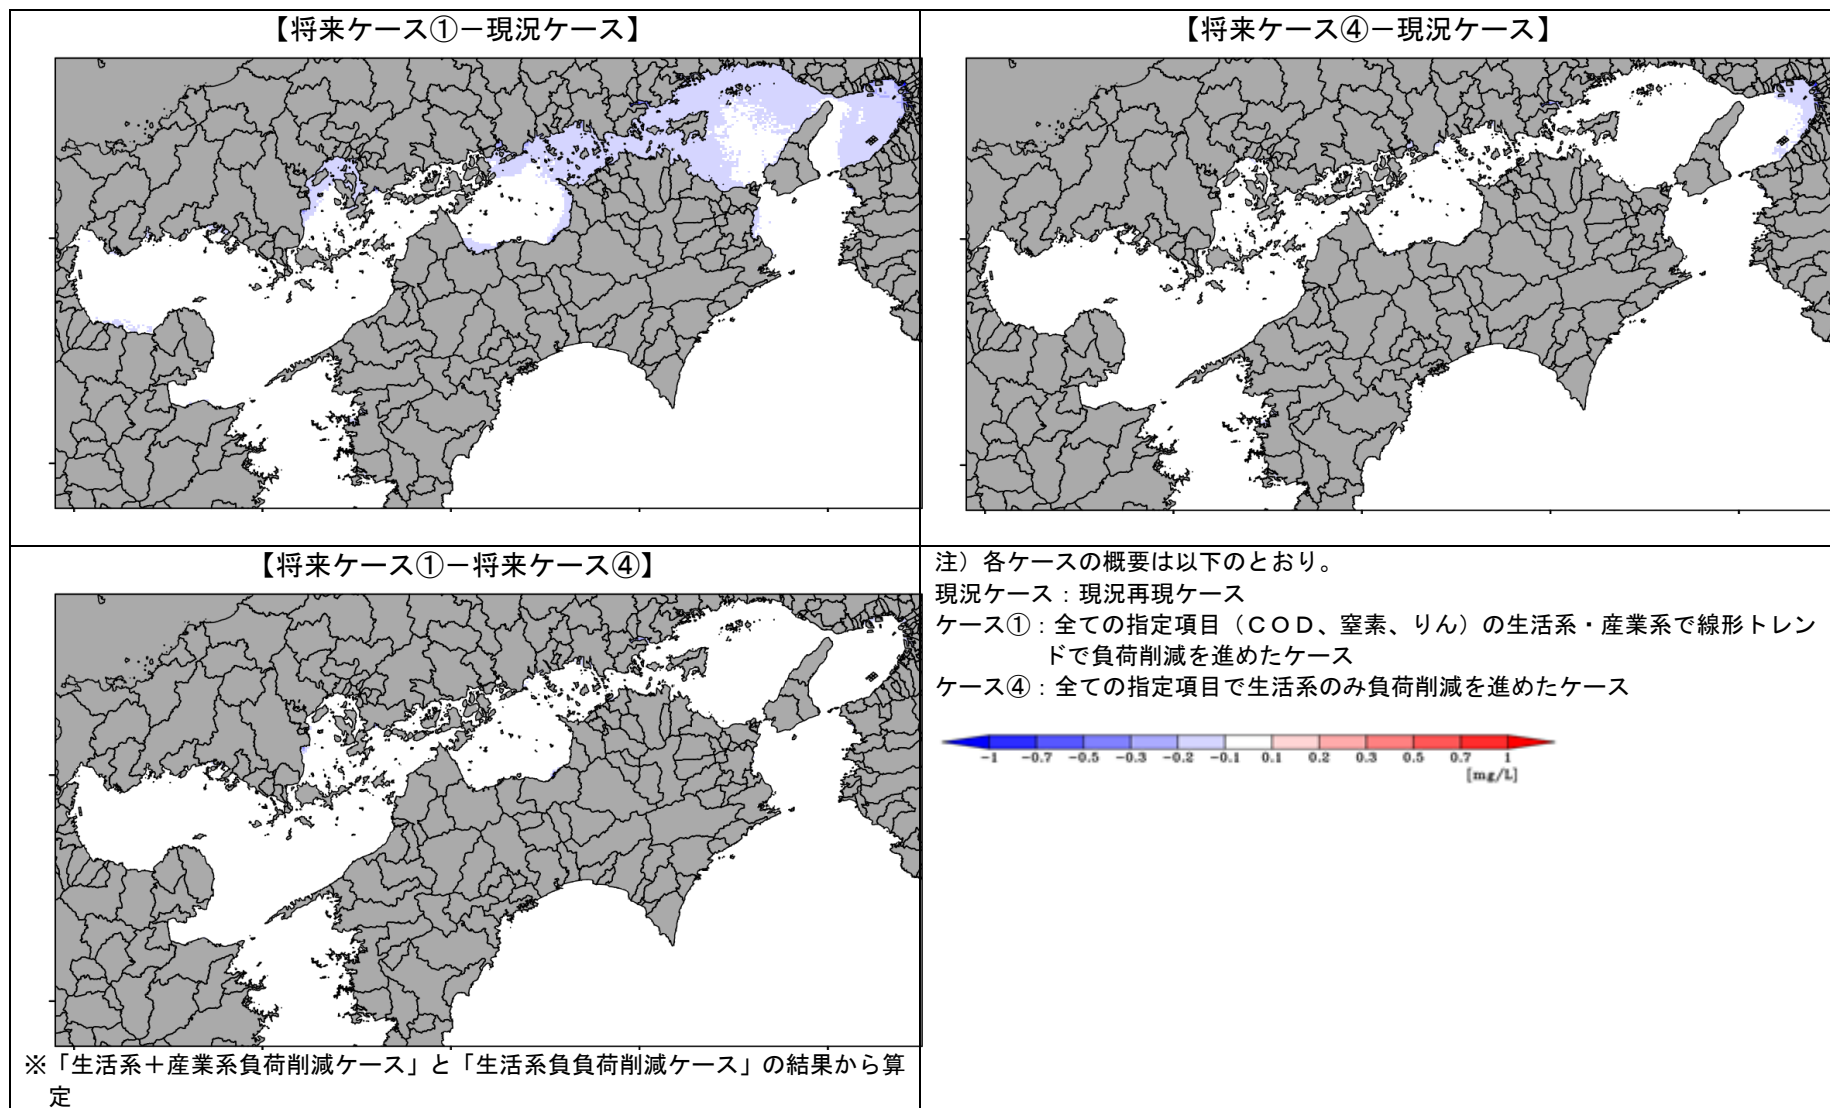 【将来ケース①－現況ケース】
【将来ケース④－現況ケース】
【将来ケース①－将来ケース④】
※「生活系＋産業系負荷削減ケース」と「生活系負負荷削減ケース」の結果から算
定
注）各ケースの概要は以下のとおり。
現況ケース：現況再現ケース
ケース①：全ての指定項目（ＣＯＤ、窒素、りん）の生活系・産業系で線形トレン
ドで負荷削減を進めたケース
ケース④：全ての指定項目で生活系のみ負荷削減を進めたケース
-1 -0.7 -0.5 -0.3 -0.2 -0.1 0.1 0.2 0.3 0.5 0.7 1
[mg/L]